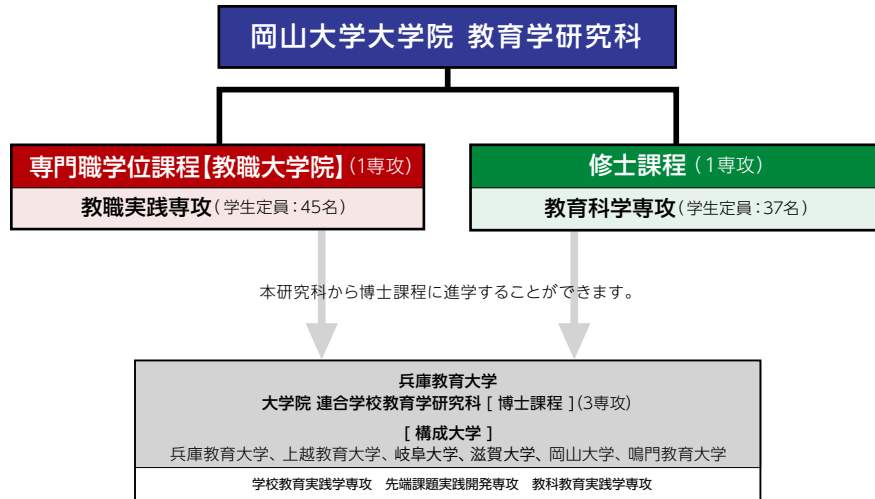 岡山大学大学院 教育学研究科
専門職学位課程【教職大学院】(1専攻)
教職実践専攻(学生定員:45名)
修士課程(1専攻)
教育科学専攻(学生定員:37名)
本研究科から博士課程に進学することができます。
兵庫教育大学
大学院 連合学校教育学研究科 [ 博士課程 ](3専攻)
[ 構成大学 ]
兵庫教育大学、上越教育大学、岐阜大学、滋賀大学、岡山大学、鳴門教育大学
学校教育実践学専攻 先端課題実践開発専攻 教科教育実践学専攻